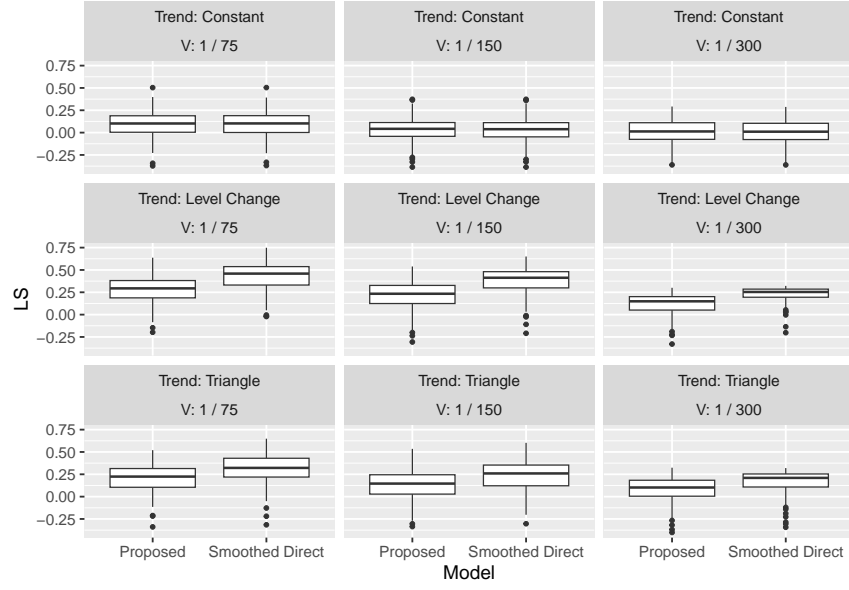 Trend: Constant
V: 1 / 75
Trend: Constant
V: 1 / 150
Trend: Constant
V: 1 / 300
0.75
0.50
0.25
0.00
−0.25
Trend: Level Change
V: 1 / 75
Trend: Level Change
V: 1 / 150
Trend: Level Change
V: 1 / 300
0.75
0.50
0.25
0.00
−0.25
LS
Trend: Triangle
V: 1 / 75
Trend: Triangle
V: 1 / 150
Trend: Triangle
V: 1 / 300
0.75
0.50
0.25
0.00
−0.25
Proposed Smoothed Direct Proposed Smoothed Direct Proposed Smoothed Direct
Model